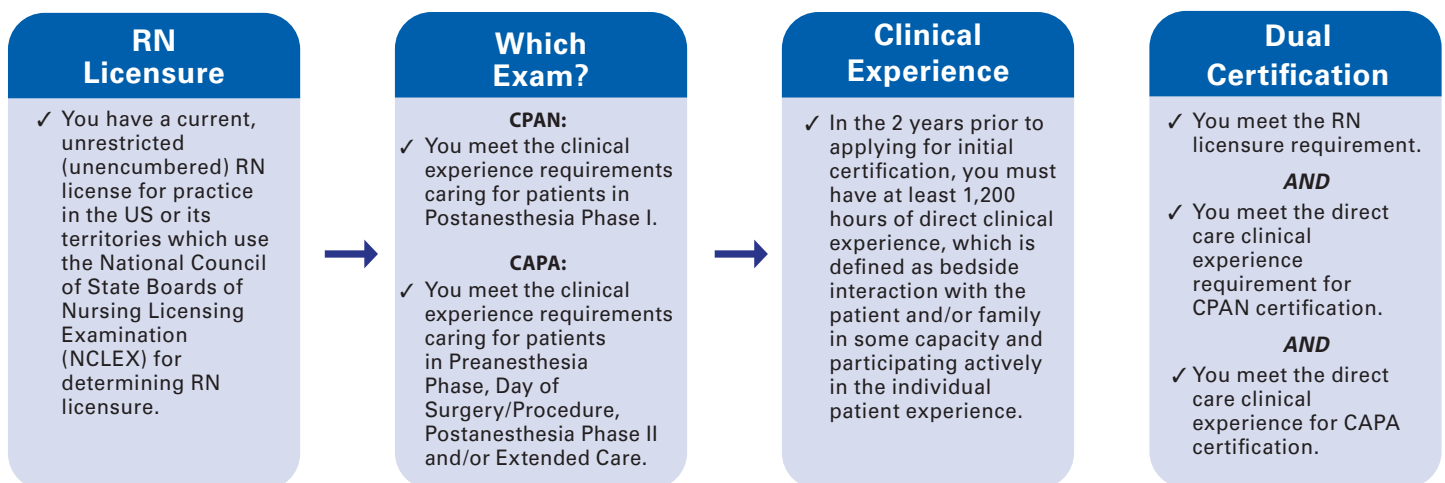 RN
Licensure
✓ You have a current,
unrestricted
(unencumbered) RN
license for practice
in the US or its
territories which use
the National Council
of State Boards of
Nursing Licensing
Examination
(NCLEX) for
determining RN
licensure.
Which
Exam?
CPAN:
✓ You meet the clinical
experience requirements
caring for patients in
Postanesthesia Phase I.
CAPA:
✓ You meet the clinical
experience requirements
caring for patients
in Preanesthesia
Phase, Day of
Surgery/Procedure,
Postanesthesia Phase II
and/or Extended Care.
Clinical
Experience
✓ In the 2 years prior to
applying for initial
certification, you must
have at least 1,200
hours of direct clinical
experience, which is
defined as bedside
interaction with the
patient and/or family
in some capacity and
participating actively
in the individual
patient experience.
Dual
Certification
✓ You meet the RN
licensure requirement.
AND
✓ You meet the direct
care clinical
experience
requirement for
CPAN certification.
AND
✓ You meet the direct
care clinical
experience for CAPA
certification.